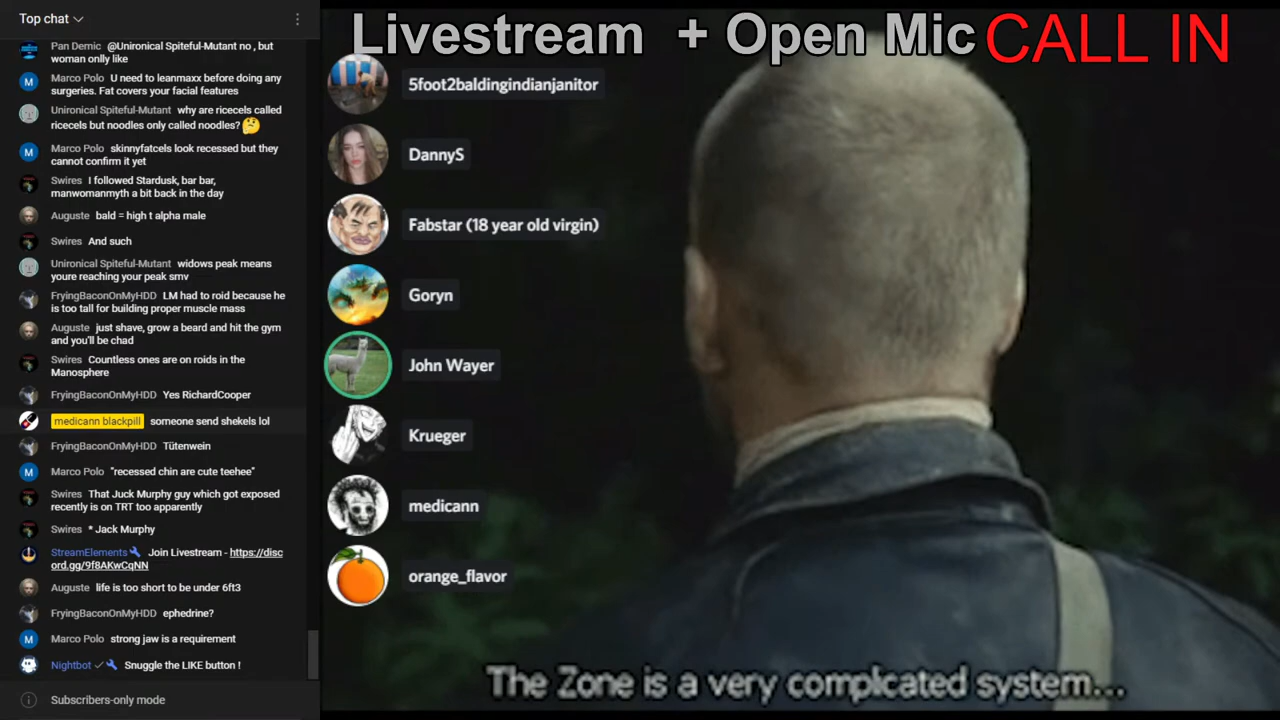 Top chat
Pan Demic @Unironical Spiteful-Mutant no , but
woman onlly like
Marco Polo U need to leanmaxx before doing any
surgeries. Fat covers your facial features
Unironical Spiteful-Mutant why are ricecels called
ricecels but noodles only called noodles? 🤔
Marco Polo skinnyfatcels look recessed but they
cannot confirm it yet
Swires I followed Stardusk, bar bar,
manwomanmyth a bit back in the day
Auguste bald = high t alpha male
Swires And such
Unironical Spiteful-Mutant widows peak means
youre reaching your peak smv
FryingBaconOnMyHDD LM had to roid because he
is too tall for building proper muscle mass
Auguste just shave, grow a beard and hit the gym
and you'll be chad
Swires Countless ones are on roids in the
Manosphere
FryingBaconOnMyHDD Yes RichardCooper
medicann blackpill someone send shekels lol
FryingBaconOnMyHDD Tütenwein
Marco Polo "recessed chin are cute teehee"
Swires That Juck Murphy guy which got exposed
recently is on TRT too apparently
Swires * Jack Murphy
StreamElements Join Livestream - https://disc
ord.gg/9f8AKwCqNN
Auguste life is too short to be under 6ft3
FryingBaconOnMyHDD ephedrine?
Marco Polo strong jaw is a requirement
Nightbot Snuggle the LIKE button !
Subscribers-only mode
Livestream + Open Mic CALL IN
5foot2baldingindianjanitor
DannyS
Fabstar (18 year old virgin)
Goryn
John Wayer
Krueger
medicann
orange_flavor
The Zone is a very complcated system...
M
M
M
M